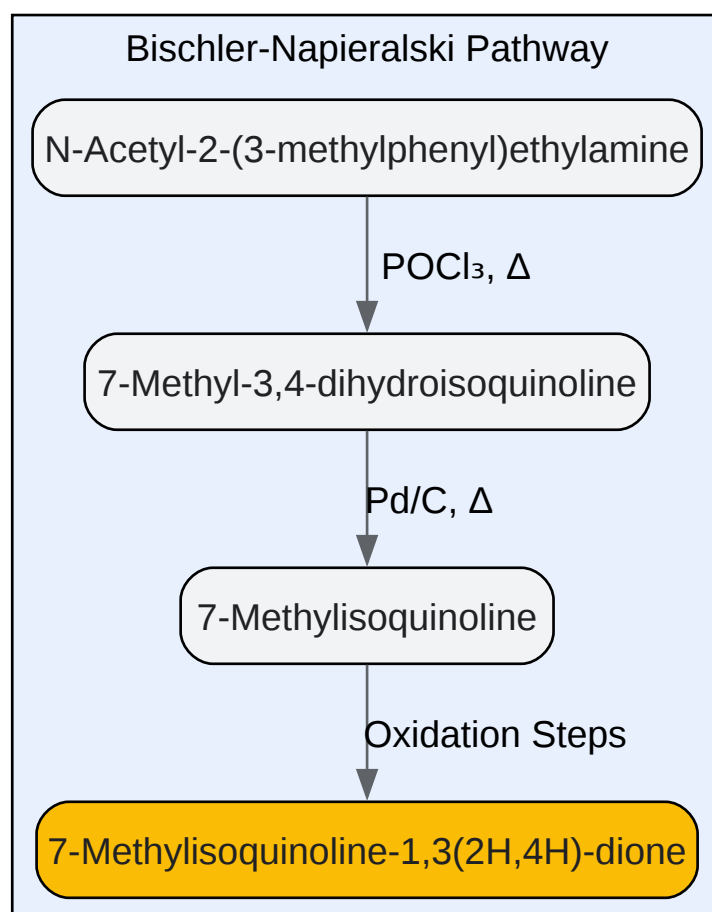 Bischler-Napieralski Pathway
N-Acetyl-2-(3-methylphenyl)ethylamine
POCl₃, Δ
7-Methyl-3,4-dihydroisoquinoline
Pd/C, Δ
7-Methylisoquinoline
Oxidation Steps
7-Methylisoquinoline-1,3(2H,4H)-dione